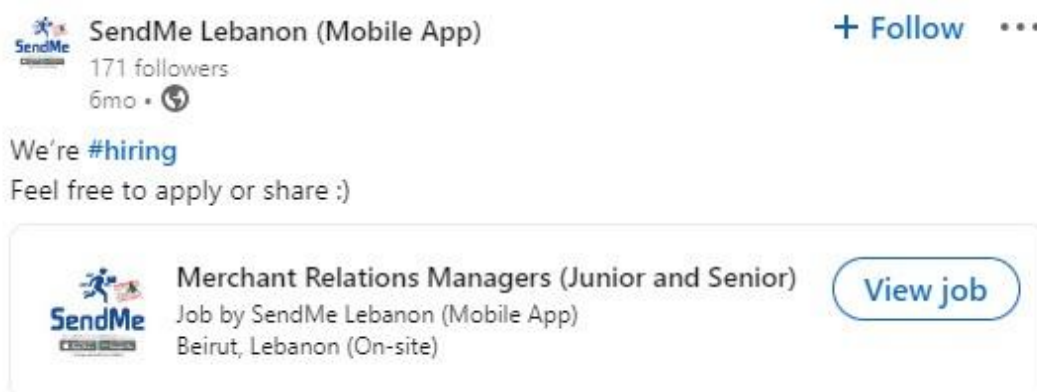 SendMe
SendMe Lebanon (Mobile App)
171 followers
6mo •
+ Follow
We're #hiring
Feel free to apply or share :)
SendMe
Merchant Relations Managers (Junior and Senior)
Job by SendMe Lebanon (Mobile App)
Beirut, Lebanon (On-site)
View job